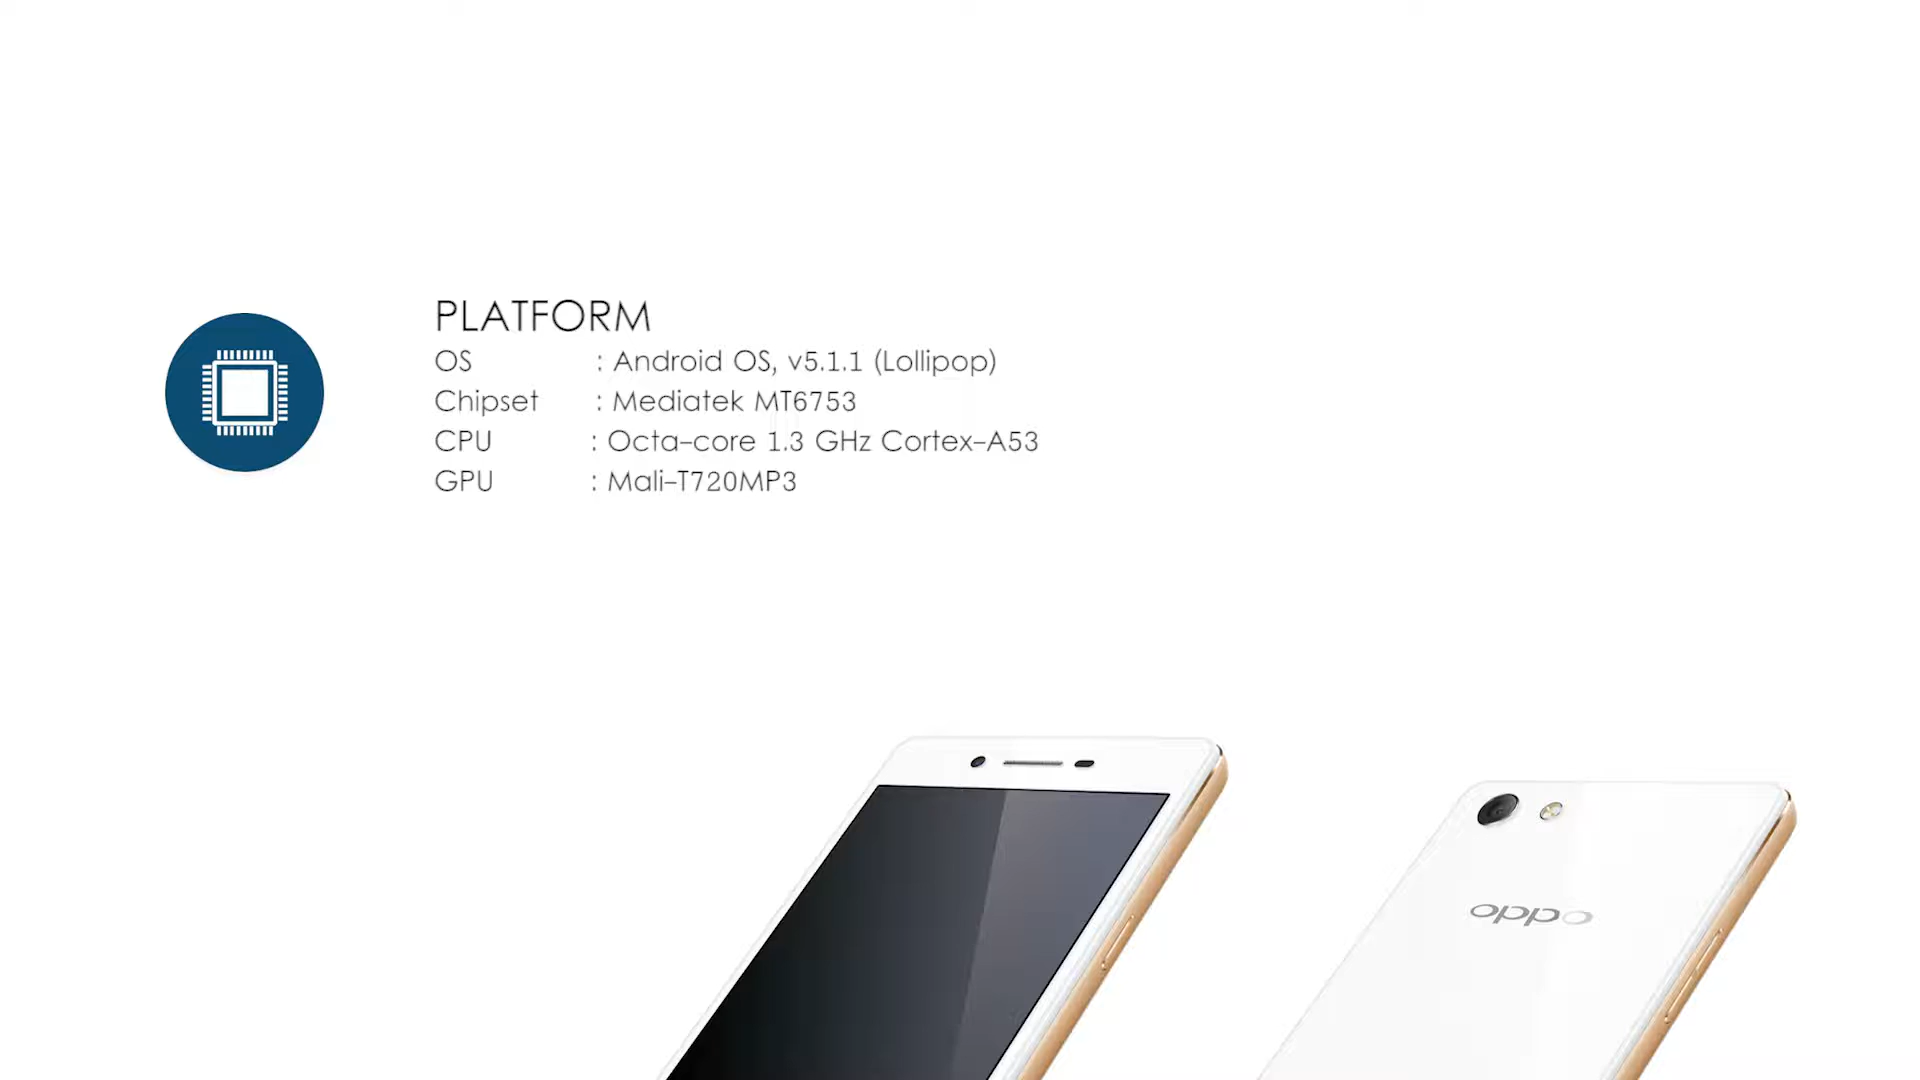 PLATFORM
OS : Android OS, v5.1.1 (Lollipop)
Chipset : Mediatek MT6753
CPU : Octa-core 1.3 GHz Cortex-A53
GPU : Mali-T720MP3
oppo